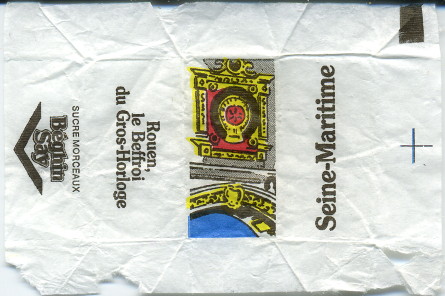 Seine-Maritime
Rouen,
le Beffroi
du Gros-Horloge
SUCRE MORCEAUX
Béghin
Say